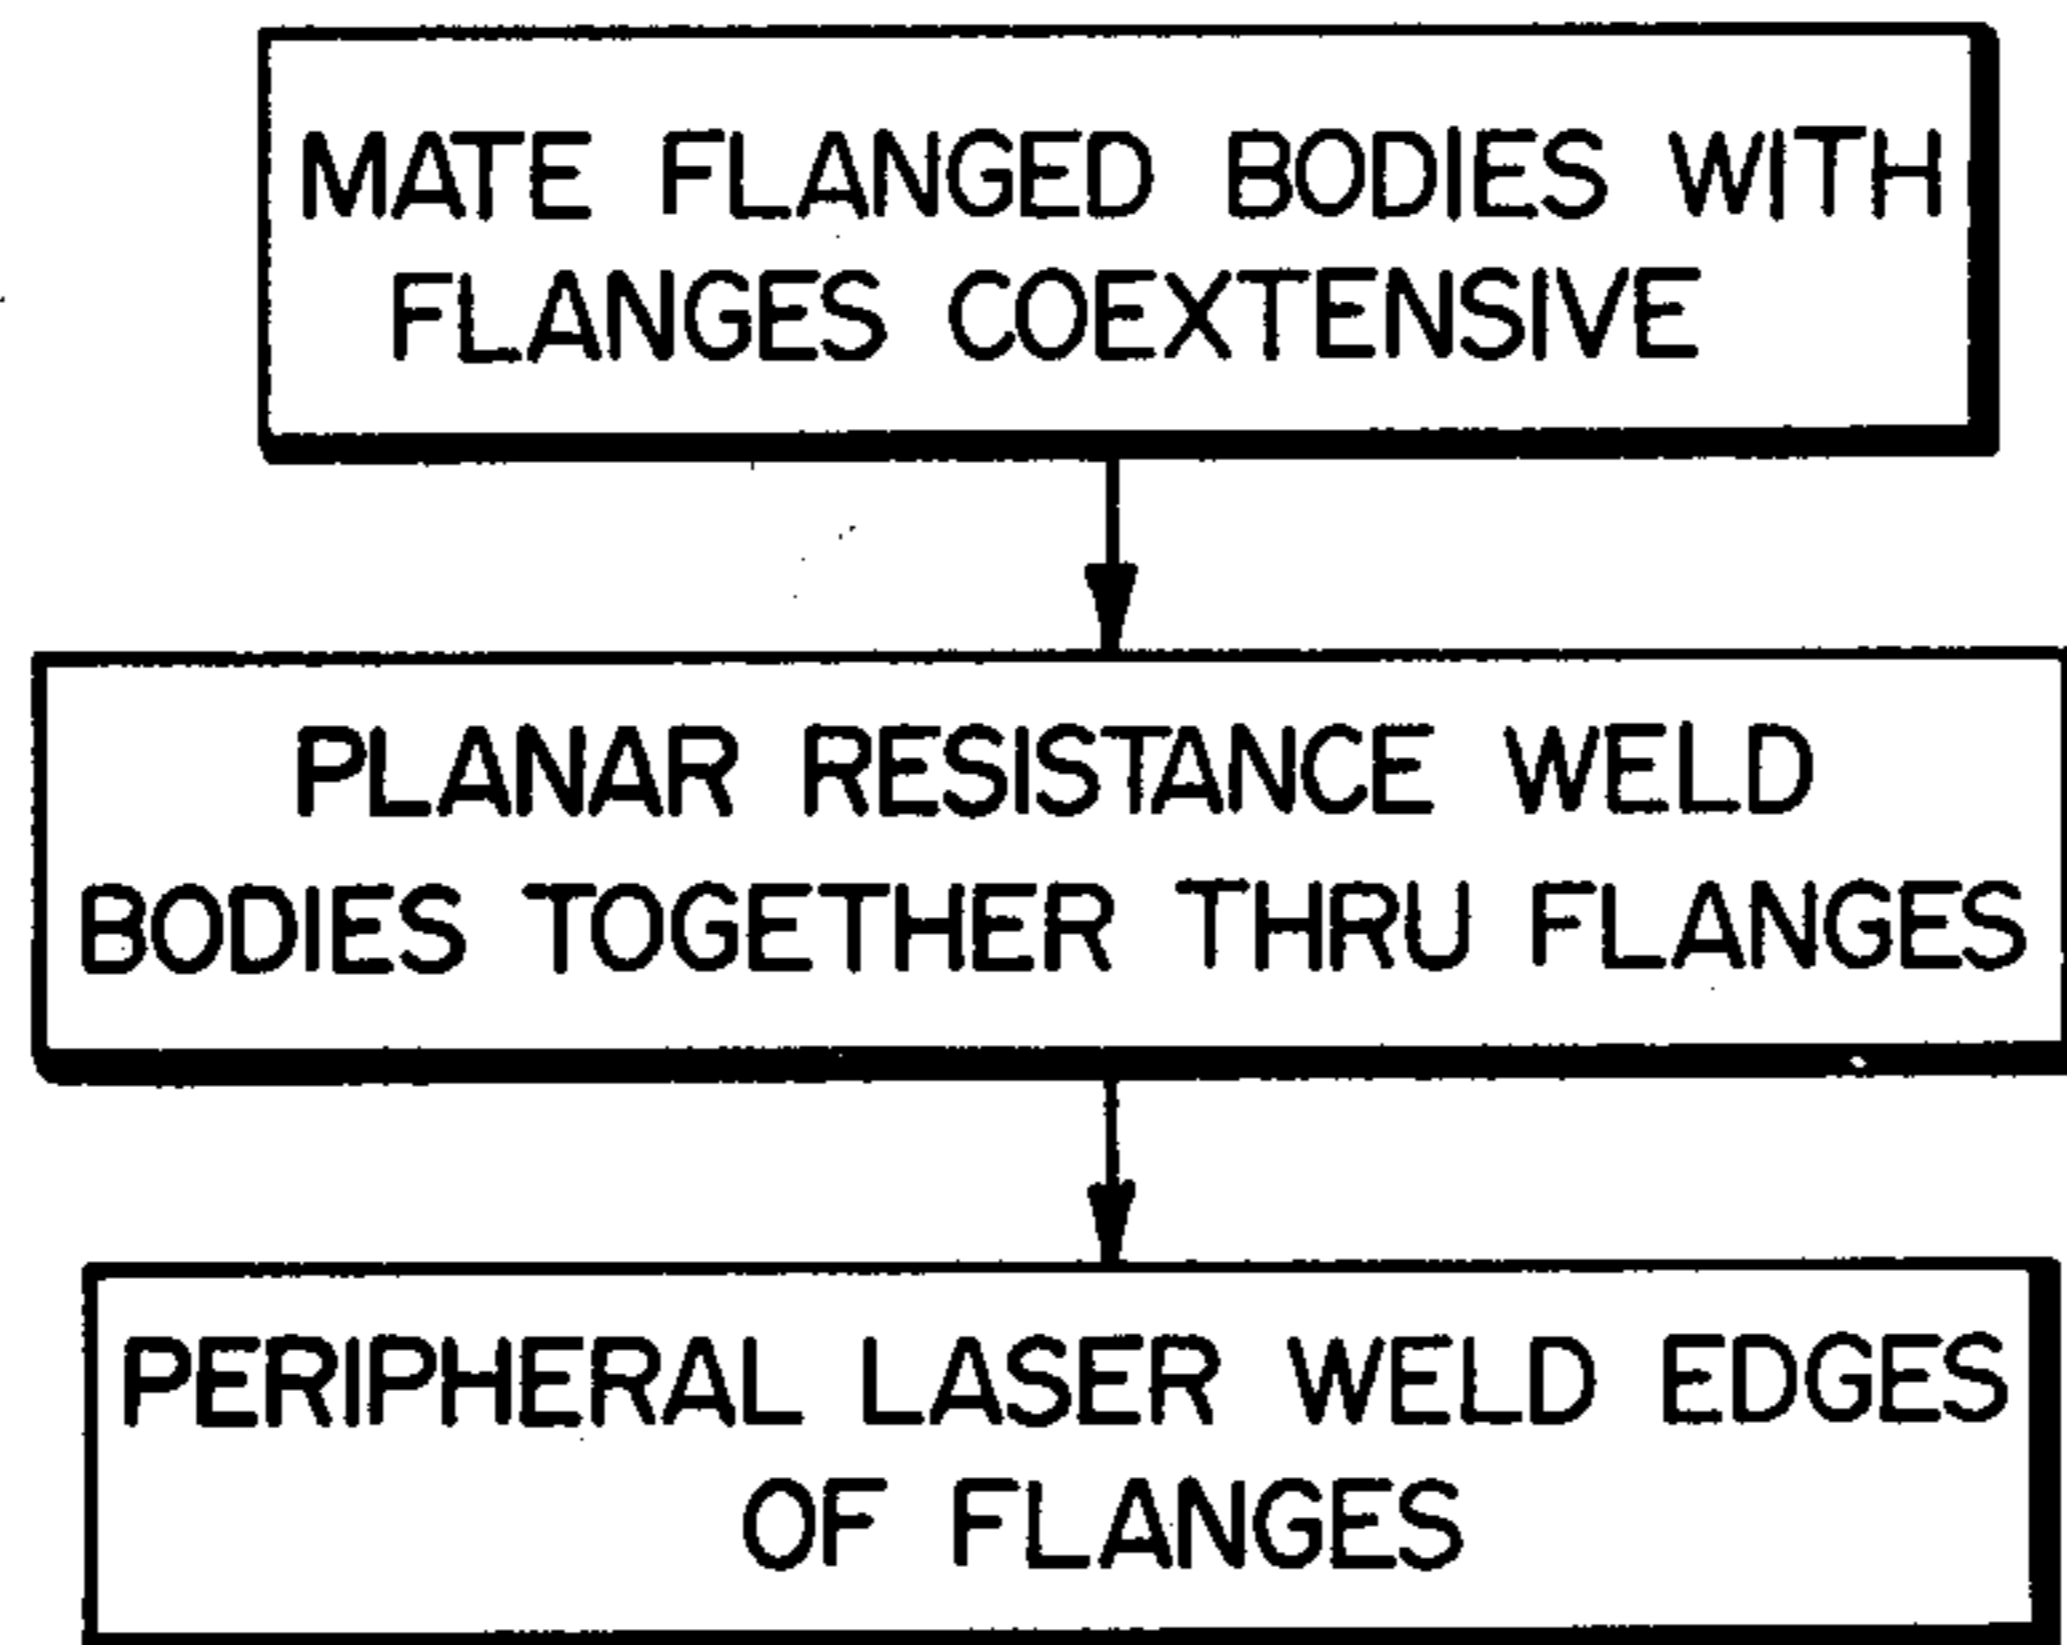 MATE FLANGED BODIES WITH
FLANGES COEXTENSIVE
PLANAR RESISTANCE WELD
BODIES TOGETHER THRU FLANGES
PERIPHERAL LASER WELD EDGES
OF FLANGES